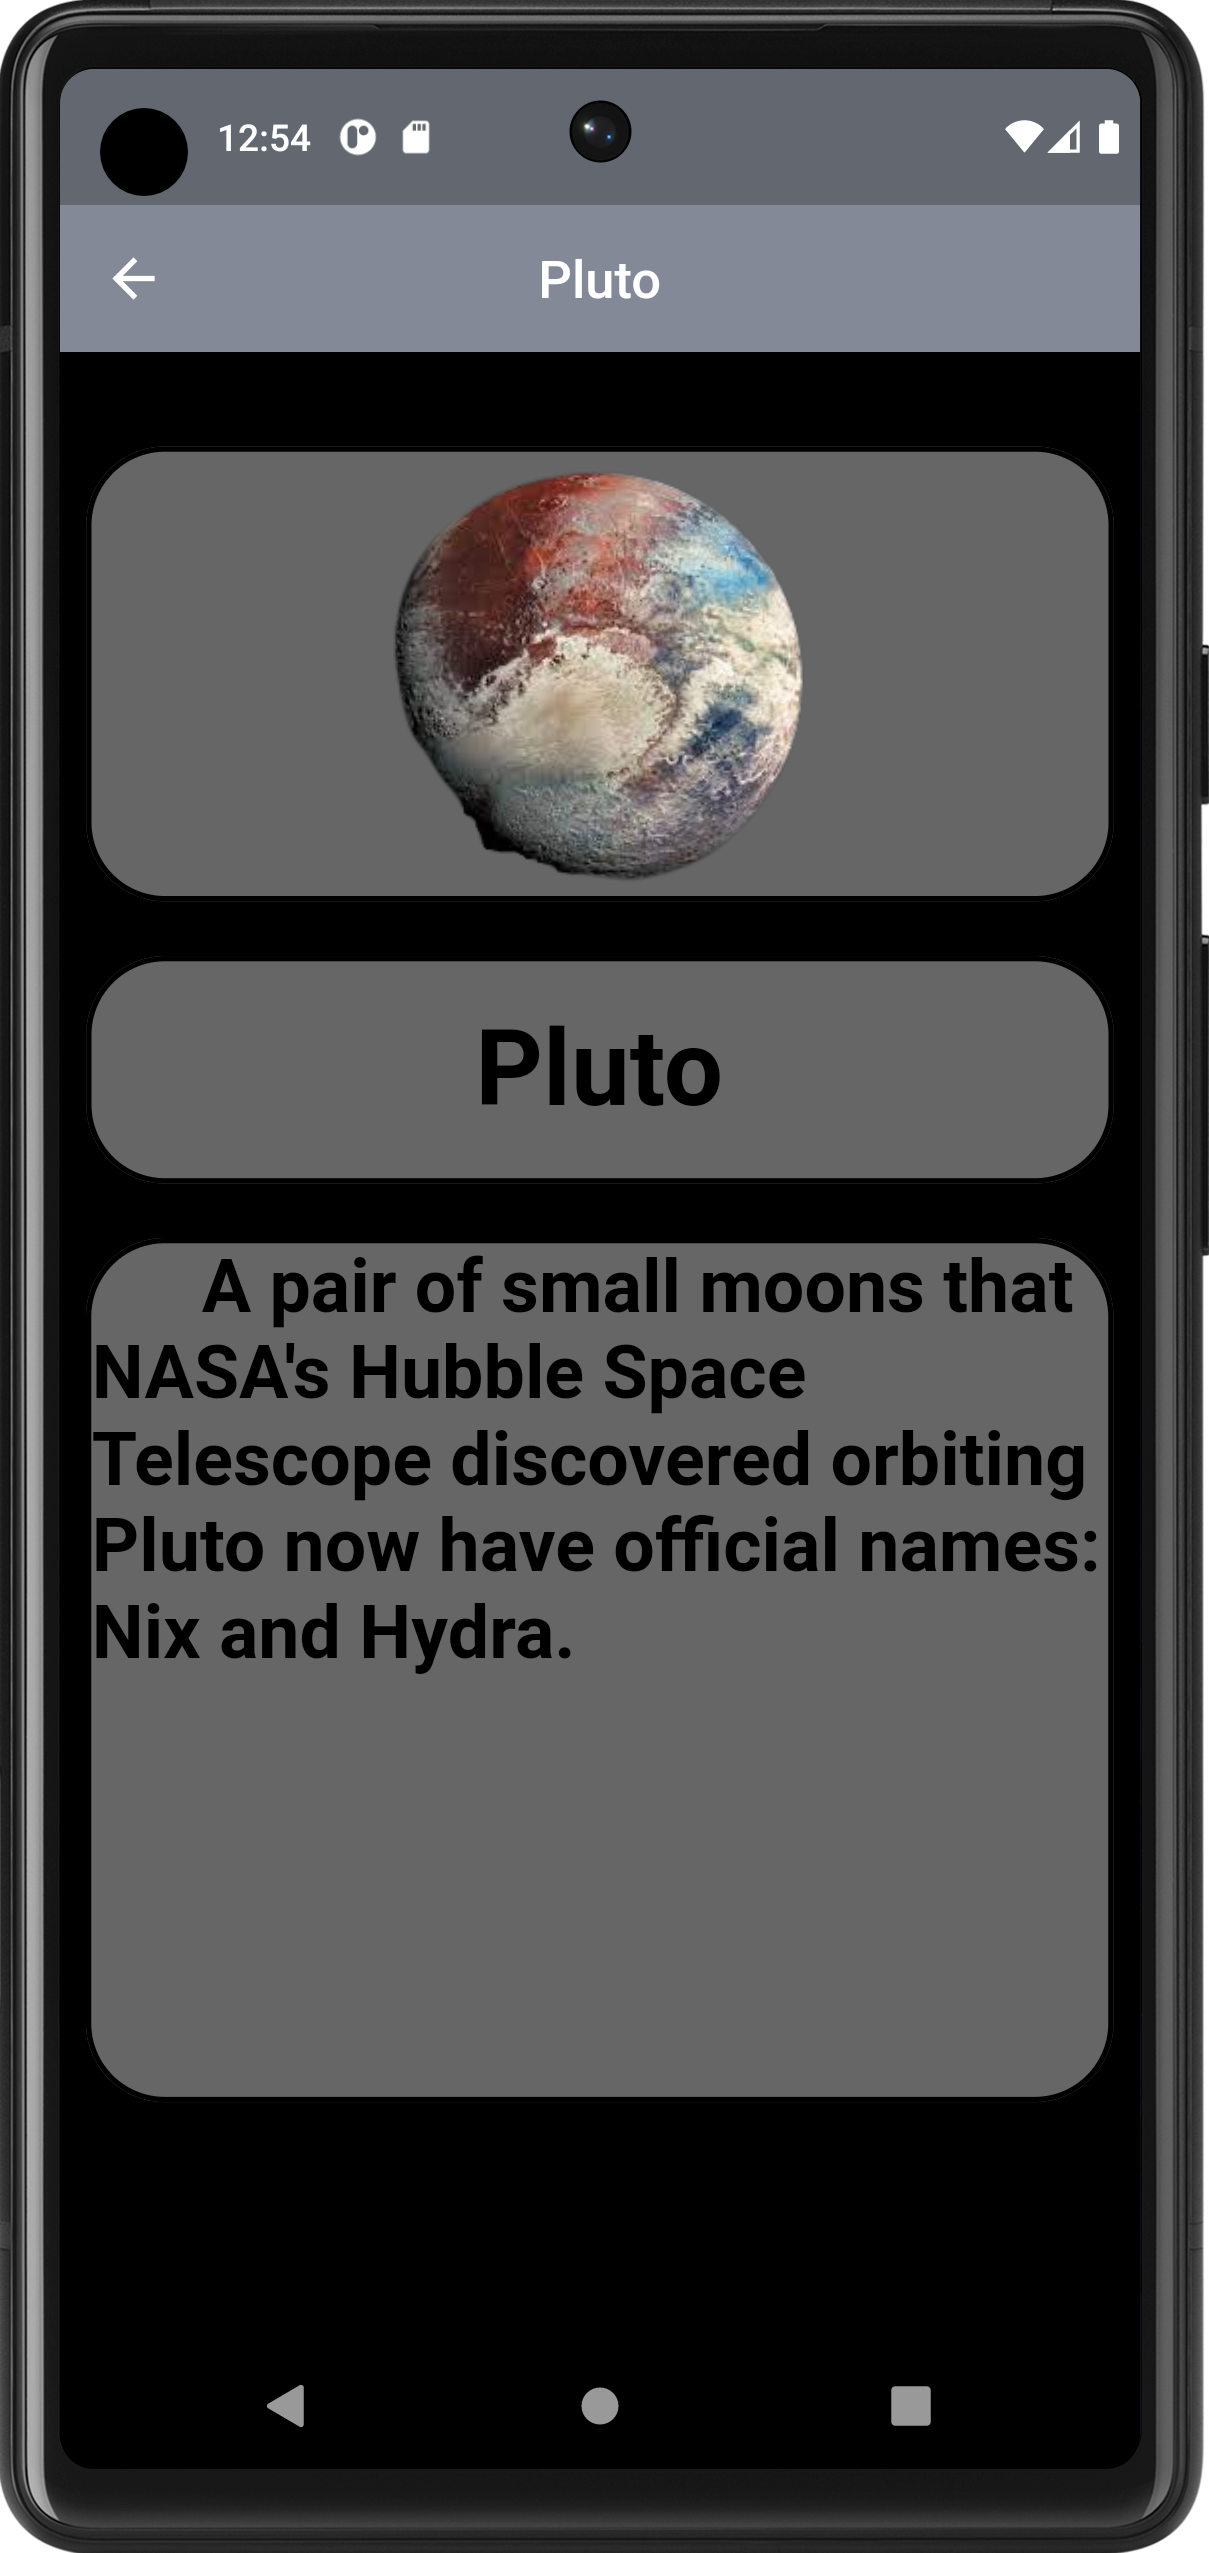 12:54
Pluto
Pluto
A pair of small moons that
NASA's Hubble Space
Telescope discovered orbiting
Pluto now have official names:
Nix and Hydra.